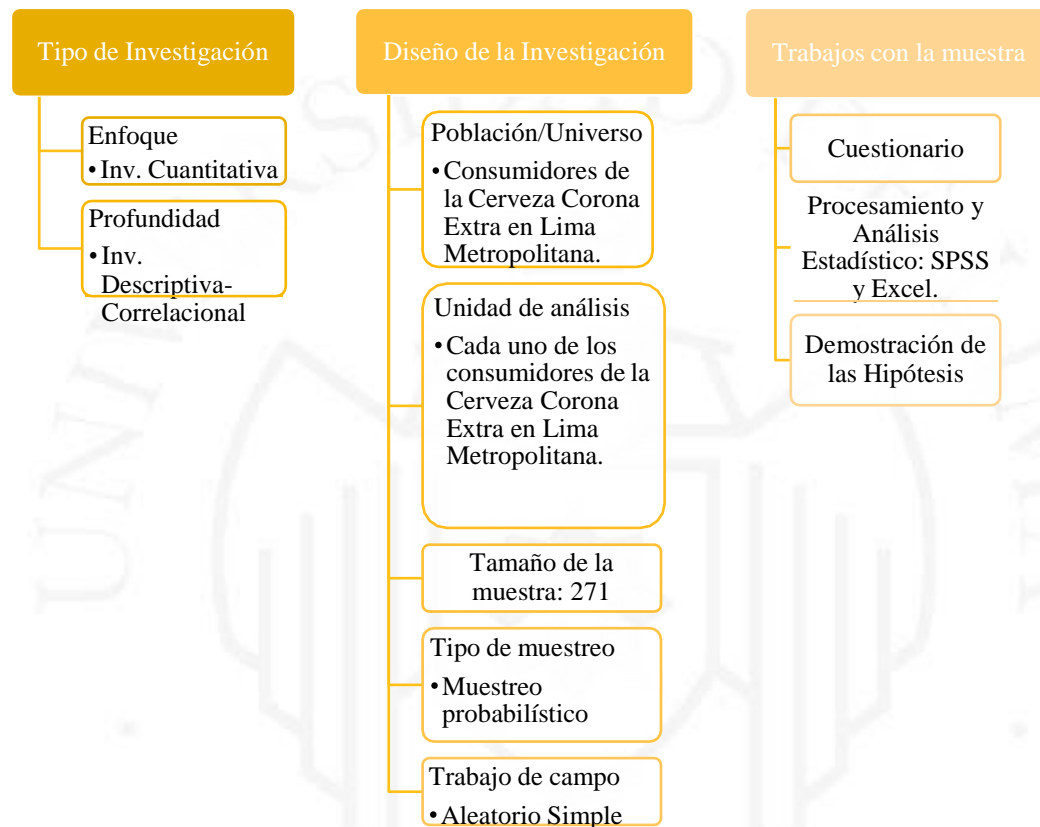 Tipo de Investigación
Enfoque
• Inv. Cuantitativa
Profundidad
• Inv.
Descriptiva-
Correlacional
Diseño de la Investigación
Población/Universo
• Consumidores de
la Cerveza Corona
Extra en Lima
Metropolitana.
Unidad de análisis
• Cada uno de los
consumidores de la
Cerveza Corona
Extra en Lima
Metropolitana.
Tamaño de la
muestra: 271
Tipo de muestreo
• Muestreo
probabilístico
Trabajo de campo
• Aleatorio Simple
Trabajos con la muestra
Cuestionario
Procesamiento y
Análisis
Estadístico: SPSS
y Excel.
Demostración de
las Hipótesis